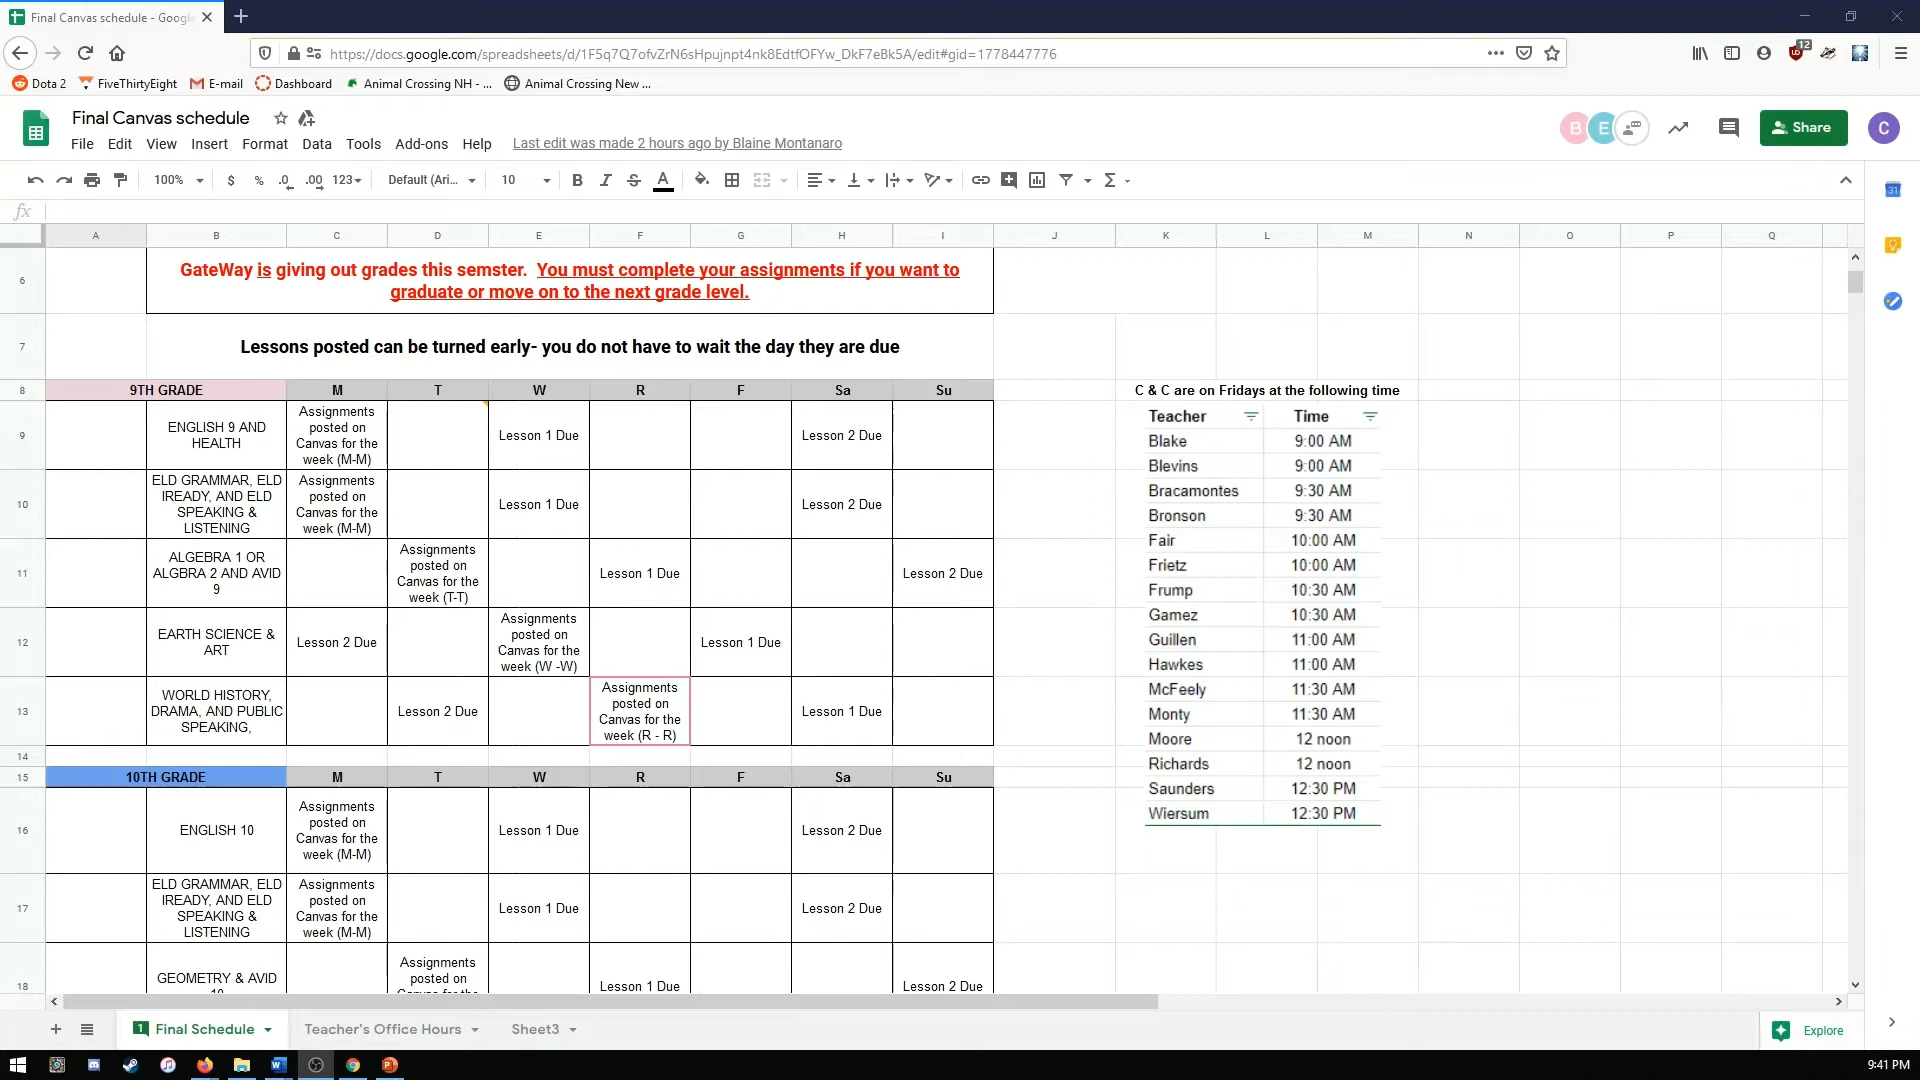 Final Canvas schedule - Google
https://docs.google.com/spreadsheets/d/1F5q7Q7ofvZrN6sHpujnpt4nk8EdtfOFYw_DkF7eBk5A/edit#gid=1778447776
12
Dota 2 FiveThirtyEight E-mail Dashboard Animal Crossing NH - ... Animal Crossing New ...
Final Canvas schedule
B E Share C
File Edit View Insert Format Data Tools Add-ons Help Last edit was made 2 hours ago by Blaine Montanaro
100% $ % .0 .00 123 Default (Ari... 10 B I S A Σ
31
fx
A B C D E F G H I J K L M N O P Q
6
GateWay is giving out grades this semster. You must complete your assignments if you want to
graduate or move on to the next grade level.
7 Lessons posted can be turned early- you do not have to wait the day they are due
8 9TH GRADE M T W R F Sa Su
9
ENGLISH 9 AND
HEALTH
Assignments
posted on
Canvas for the
week (M-M)
Lesson 1 Due
Lesson 2 Due
10
ELD GRAMMAR, ELD
IREADY, AND ELD
SPEAKING &
LISTENING
Assignments
posted on
Canvas for the
week (M-M)
Lesson 1 Due
Lesson 2 Due
11
ALGEBRA 1 OR
ALGBRA 2 AND AVID
9
Assignments
posted on
Canvas for the
week (T-T)
Lesson 1 Due
Lesson 2 Due
12
EARTH SCIENCE &
ART
Lesson 2 Due
Assignments
posted on
Canvas for the
week (W -W)
Lesson 1 Due
13
WORLD HISTORY,
DRAMA, AND PUBLIC
SPEAKING,
Lesson 2 Due
Assignments
posted on
Canvas for the
week (R - R)
Lesson 1 Due
14
15 10TH GRADE M T W R F Sa Su
16
ENGLISH 10
Assignments
posted on
Canvas for the
week (M-M)
Lesson 1 Due
Lesson 2 Due
17
ELD GRAMMAR, ELD
IREADY, AND ELD
SPEAKING &
LISTENING
Assignments
posted on
Canvas for the
week (M-M)
Lesson 1 Due
Lesson 2 Due
18
GEOMETRY & AVID
Assignments
posted on
Lesson 1 Due
Lesson 2 Due
C & C are on Fridays at the following time
Teacher Time
Blake 9:00 AM
Blevins 9:00 AM
Bracamontes 9:30 AM
Bronson 9:30 AM
Fair 10:00 AM
Frietz 10:00 AM
Frump 10:30 AM
Gamez 10:30 AM
Guillen 11:00 AM
Hawkes 11:00 AM
McFeely 11:30 AM
Monty 11:30 AM
Moore 12 noon
Richards 12 noon
Saunders 12:30 PM
Wiersum 12:30 PM
1 Final Schedule Teacher's Office Hours Sheet3 Explore
9:41 PM